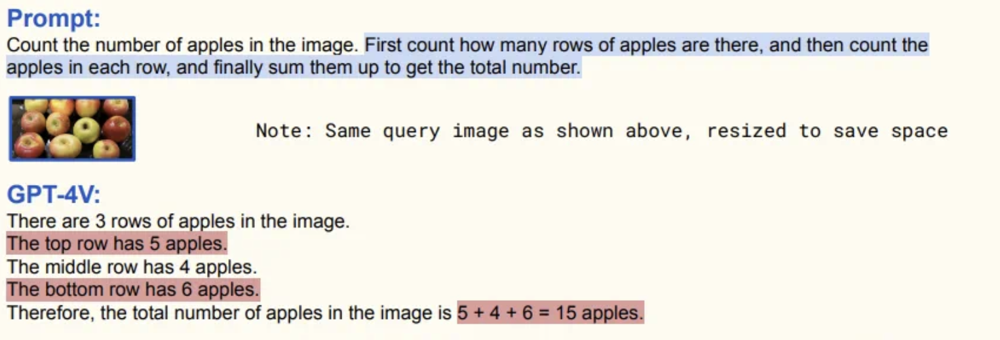 Prompt:
Count the number of apples in the image. First count how many rows of apples are there, and then count the
apples in each row, and finally sum them up to get the total number.
Note: Same query image as shown above, resized to save space
GPT-4V:
There are 3 rows of apples in the image.
The top row has 5 apples.
The middle row has 4 apples.
The bottom row has 6 apples.
Therefore, the total number of apples in the image is 5 + 4 + 6 = 15 apples.